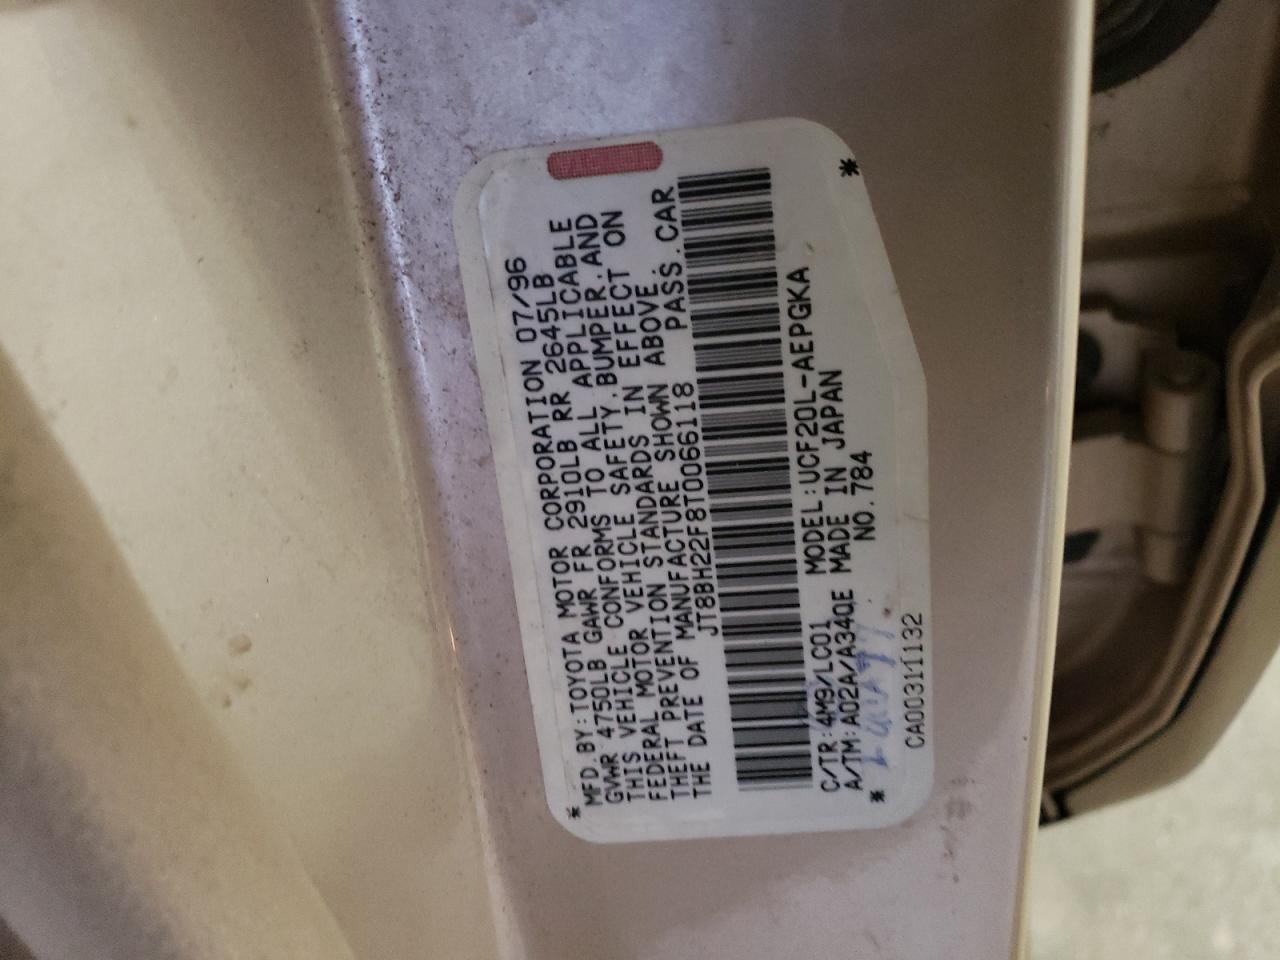 MFD.BY:TOYOTA MOTOR CORPORATION 07/96
GVWR 4750LB GAWR FR 2910LB RR 2645LB
THIS VEHICLE CONFORMS TO ALL APPLICABLE
FEDERAL MOTOR VEHICLE SAFETY,BUMPER,AND
THEFT PREVENTION STANDARDS IN EFFECT ON
THE DATE OF MANUFACTURE SHOWN ABOVE.
JT8BH22F8T0066118 PASS.CAR
C/TR:4M9/LC01 MODEL:UCF20L-AEPGKA
A/TM:A02A/A340E MADE IN JAPAN
NO.784
CA00311132